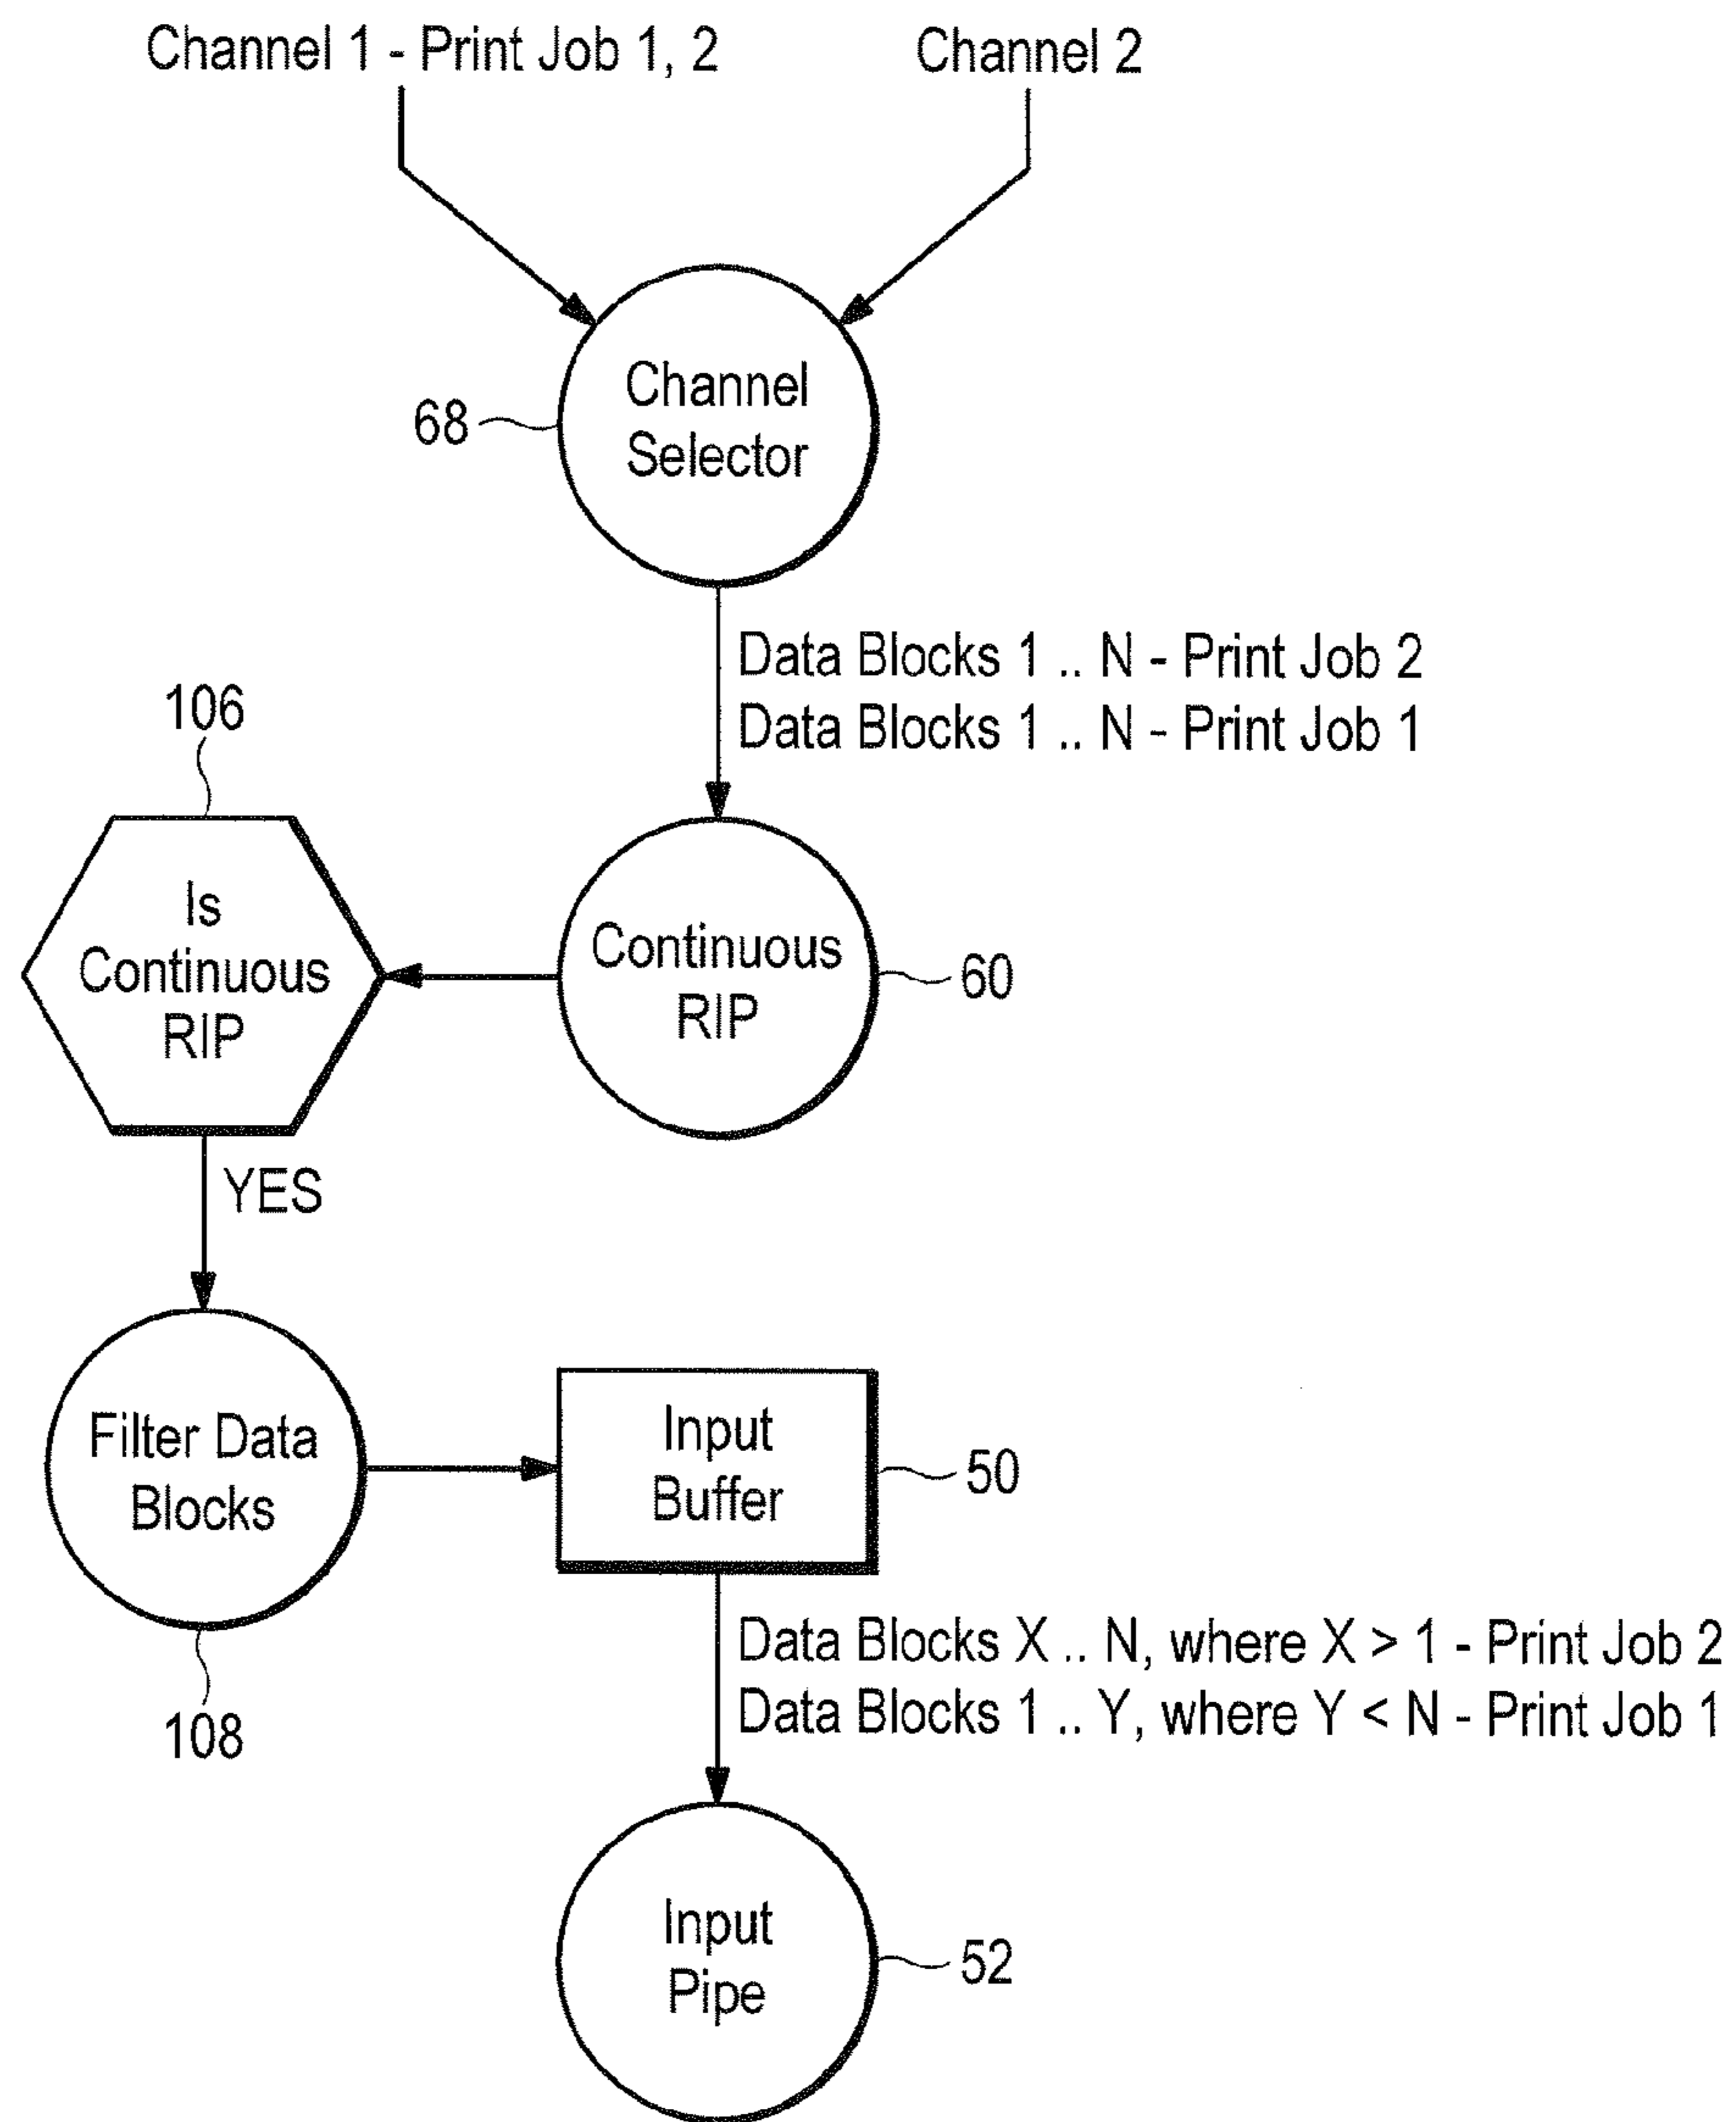 Channel 1 - Print Job 1, 2
Channel 2
Channel
Selector
68
Data Blocks 1 .. N - Print Job 2
Data Blocks 1 .. N - Print Job 1
106
Is
Continuous
RIP
Continuous
RIP
60
YES
Filter Data
Blocks
108
Input
Buffer
50
Data Blocks X .. N, where X > 1 - Print Job 2
Data Blocks 1 .. Y, where Y < N - Print Job 1
Input
Pipe
52